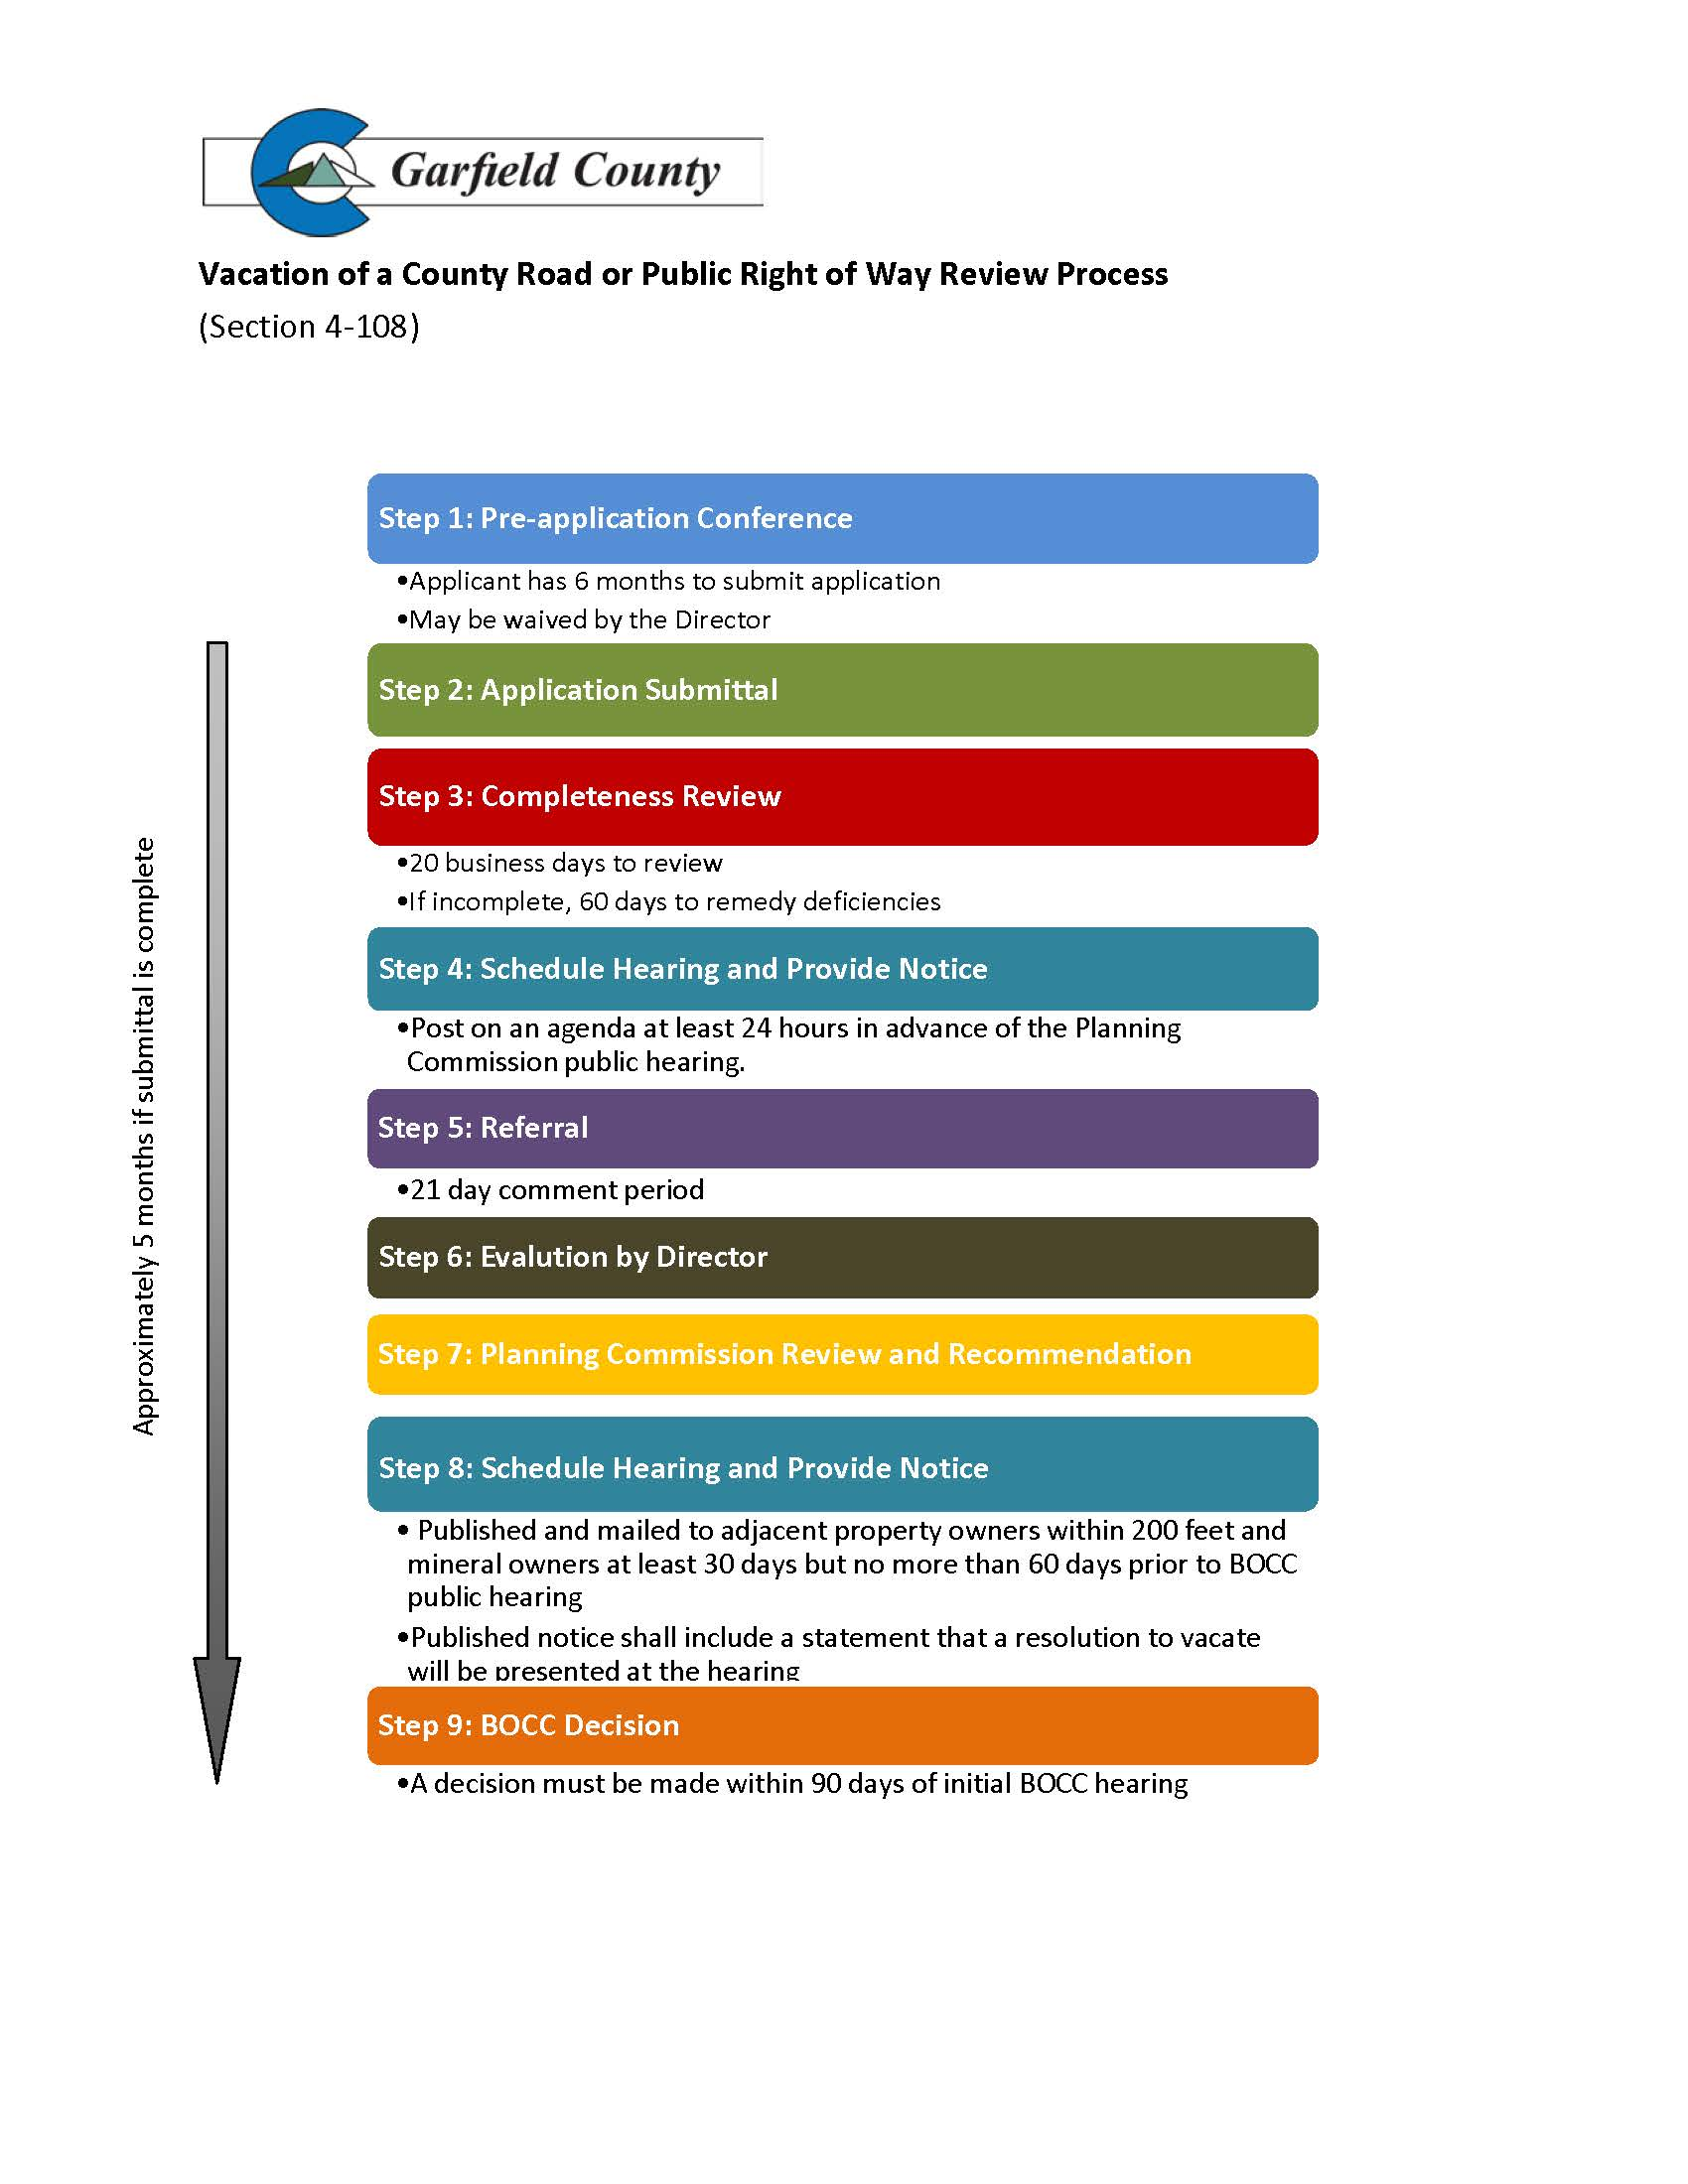 Garfield County
Vacation of a County Road or Public Right of Way Review Process
(Section 4-108)
Step 1: Pre-application Conference
•Applicant has 6 months to submit application
•May be waived by the Director
Step 2: Application Submittal
Step 3: Completeness Review
•20 business days to review
•If incomplete, 60 days to remedy deficiencies
Step 4: Schedule Hearing and Provide Notice
•Post on an agenda at least 24 hours in advance of the Planning
Commission public hearing.
Step 5: Referral
•21 day comment period
Step 6: Evalution by Director
Step 7: Planning Commission Review and Recommendation
Step 8: Schedule Hearing and Provide Notice
• Published and mailed to adjacent property owners within 200 feet and
mineral owners at least 30 days but no more than 60 days prior to BOCC
public hearing
•Published notice shall include a statement that a resolution to vacate
will be presented at the hearing
Step 9: BOCC Decision
•A decision must be made within 90 days of initial BOCC hearing
Approximately 5 months if submittal is complete